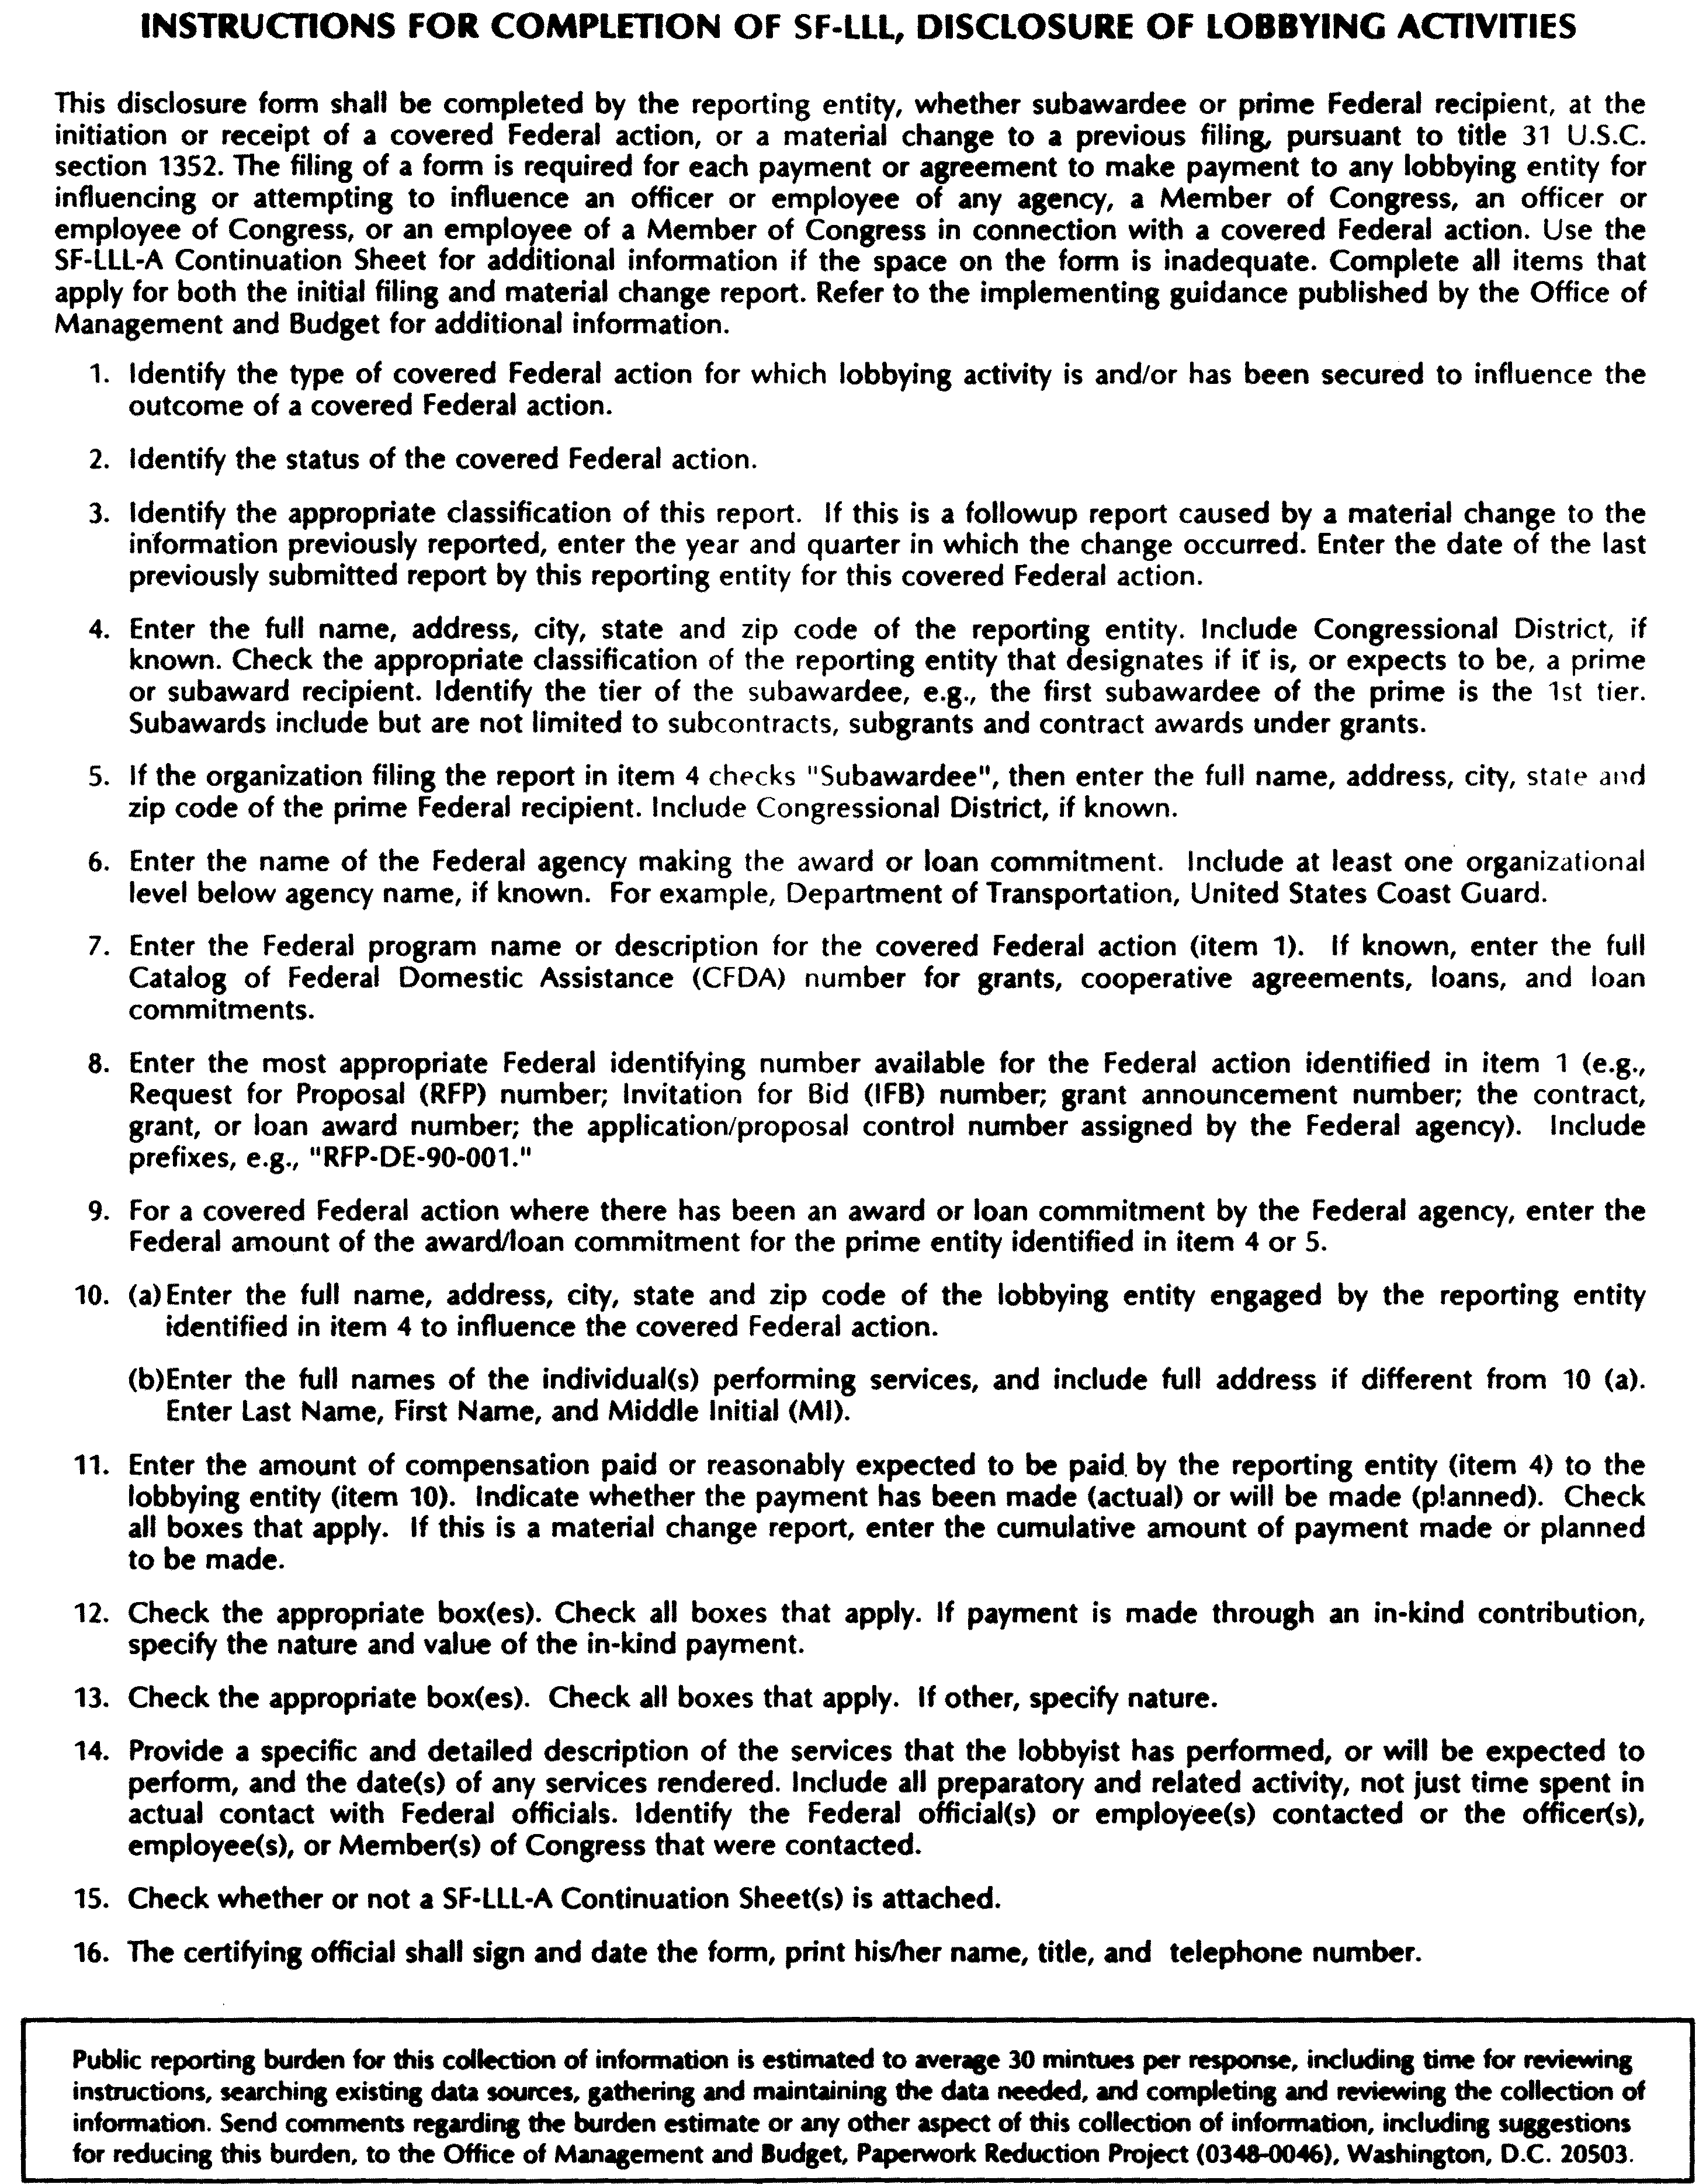 INSTRUCTIONS FOR COMPLETION OF SF-LLL, DISCLOSURE OF LOBBYING ACTIVITIES
This disclosure form shall be completed by the reporting entity, whether subawardee or prime Federal recipient, at the
initiation or receipt of a covered Federal action, or a material change to a previous filing, pursuant to title 31 U.S.C.
section 1352. The filing of a form is required for each payment or agreement to make payment to any lobbying entity for
influencing or attempting to influence an officer or employee of any agency, a Member of Congress, an officer or
employee of Congress, or an employee of a Member of Congress in connection with a covered Federal action. Use the
SF-LLL-A Continuation Sheet for additional information if the space on the form is inadequate. Complete all items that
apply for both the initial filing and material change report. Refer to the implementing guidance published by the Office of
Management and Budget for additional information.
1. Identify the type of covered Federal action for which lobbying activity is and/or has been secured to influence the
outcome of a covered Federal action.
2. Identify the status of the covered Federal action.
3. Identify the appropriate classification of this report. If this is a followup report caused by a material change to the
information previously reported, enter the year and quarter in which the change occurred. Enter the date of the last
previously submitted report by this reporting entity for this covered Federal action.
4. Enter the full name, address, city, state and zip code of the reporting entity. Include Congressional District, if
known. Check the appropriate classification of the reporting entity that designates if it is, or expects to be, a prime
or subaward recipient. Identify the tier of the subawardee, e.g., the first subawardee of the prime is the 1st tier.
Subawards include but are not limited to subcontracts, subgrants and contract awards under grants.
5. If the organization filing the report in item 4 checks "Subawardee", then enter the full name, address, city, state and
zip code of the prime Federal recipient. Include Congressional District, if known.
6. Enter the name of the Federal agency making the award or loan commitment. Include at least one organizational
level below agency name, if known. For example, Department of Transportation, United States Coast Guard.
7. Enter the Federal program name or description for the covered Federal action (item 1). If known, enter the full
Catalog of Federal Domestic Assistance (CFDA) number for grants, cooperative agreements, loans, and loan
commitments.
8. Enter the most appropriate Federal identifying number available for the Federal action identified in item 1 (e.g.,
Request for Proposal (RFP) number; Invitation for Bid (IFB) number; grant announcement number; the contract,
grant, or loan award number; the application/proposal control number assigned by the Federal agency). Include
prefixes, e.g., "RFP-DE-90-001."
9. For a covered Federal action where there has been an award or loan commitment by the Federal agency, enter the
Federal amount of the award/loan commitment for the prime entity identified in item 4 or 5.
10. (a) Enter the full name, address, city, state and zip code of the lobbying entity engaged by the reporting entity
identified in item 4 to influence the covered Federal action.
(b) Enter the full names of the individual(s) performing services, and include full address if different from 10 (a).
Enter Last Name, First Name, and Middle Initial (MI).
11. Enter the amount of compensation paid or reasonably expected to be paid by the reporting entity (item 4) to the
lobbying entity (item 10). Indicate whether the payment has been made (actual) or will be made (planned). Check
all boxes that apply. If this is a material change report, enter the cumulative amount of payment made or planned
to be made.
12. Check the appropriate box(es). Check all boxes that apply. If payment is made through an in-kind contribution,
specify the nature and value of the in-kind payment.
13. Check the appropriate box(es). Check all boxes that apply. If other, specify nature.
14. Provide a specific and detailed description of the services that the lobbyist has performed, or will be expected to
perform, and the date(s) of any services rendered. Include all preparatory and related activity, not just time spent in
actual contact with Federal officials. Identify the Federal official(s) or employee(s) contacted or the officer(s),
employee(s), or Member(s) of Congress that were contacted.
15. Check whether or not a SF-LLL-A Continuation Sheet(s) is attached.
16. The certifying official shall sign and date the form, print his/her name, title, and telephone number.
Public reporting burden for this collection of information is estimated to average 30 mintues per response, including time for reviewing
instructions, searching existing data sources, gathering and maintaining the data needed, and completing and reviewing the collection of
information. Send comments regarding the burden estimate or any other aspect of this collection of information, including suggestions
for reducing this burden, to the Office of Management and Budget, Paperwork Reduction Project (0348-0046), Washington, D.C. 20503.